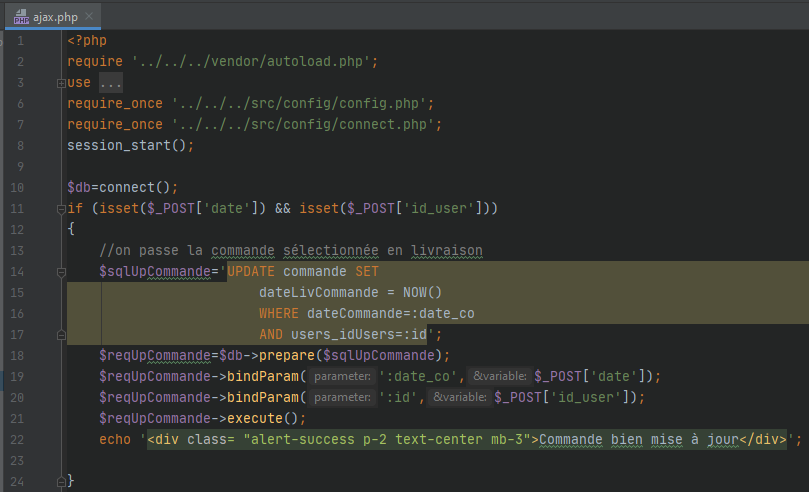 ajax.php
1 <?php
2 require '../../../vendor/autoload.php';
3 use ...
6 require_once '../../../src/config/config.php';
7 require_once '../../../src/config/connect.php';
8 session_start();
9
10 $db=connect();
11 if (isset($_POST['date']) && isset($_POST['id_user']))
12 {
13 //on passe la commande sélectionnée en livraison
14 $sqlUpCommande='UPDATE commande SET
15 dateLivCommande = NOW()
16 WHERE dateCommande=:date_co
17 AND users_idUsers=:id';
18 $reqUpCommande=$db->prepare($sqlUpCommande);
19 $reqUpCommande->bindParam( parameter: ':date_co', &variable: $_POST['date']);
20 $reqUpCommande->bindParam( parameter: ':id', &variable: $_POST['id_user']);
21 $reqUpCommande->execute();
22 echo '<div class= "alert-success p-2 text-center mb-3">Commande bien mise à jour</div>';
23
24 }